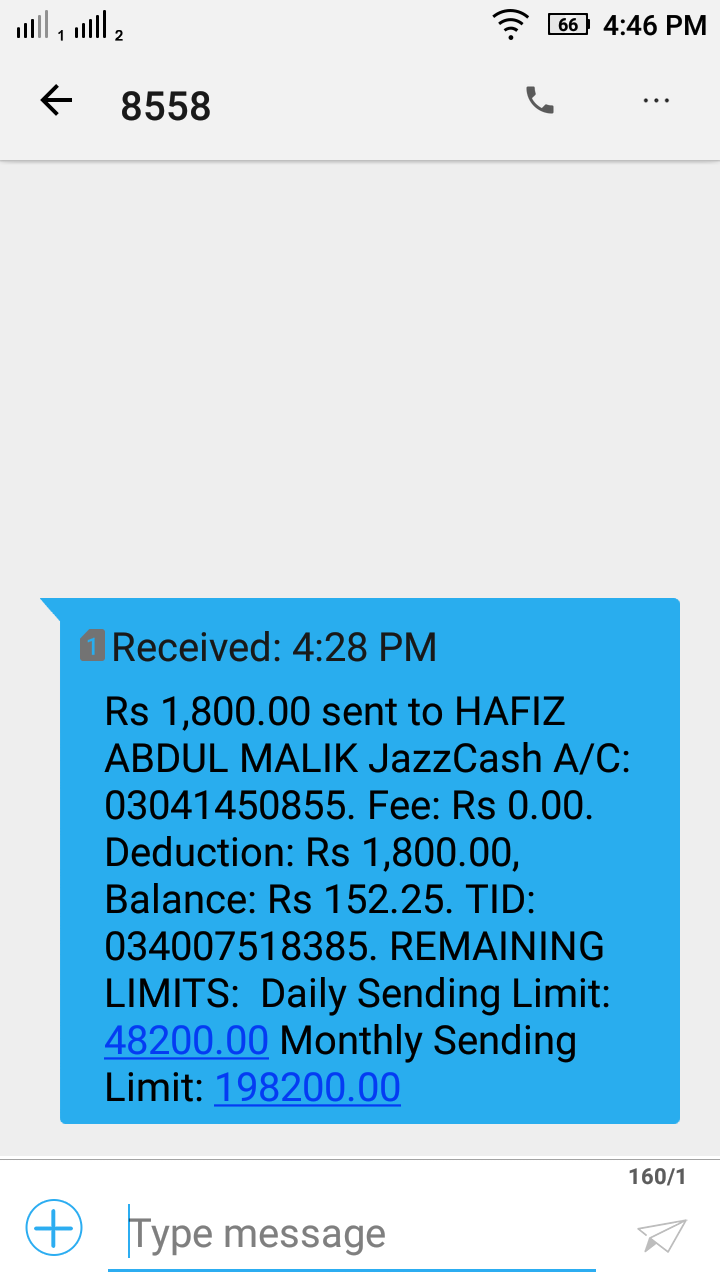 1 2 66 4:46 PM
8558
1 Received: 4:28 PM
Rs 1,800.00 sent to HAFIZ
ABDUL MALIK JazzCash A/C:
03041450855. Fee: Rs 0.00.
Deduction: Rs 1,800.00,
Balance: Rs 152.25. TID:
034007518385. REMAINING
LIMITS:  Daily Sending Limit:
48200.00 Monthly Sending
Limit: 198200.00
160/1
Type message